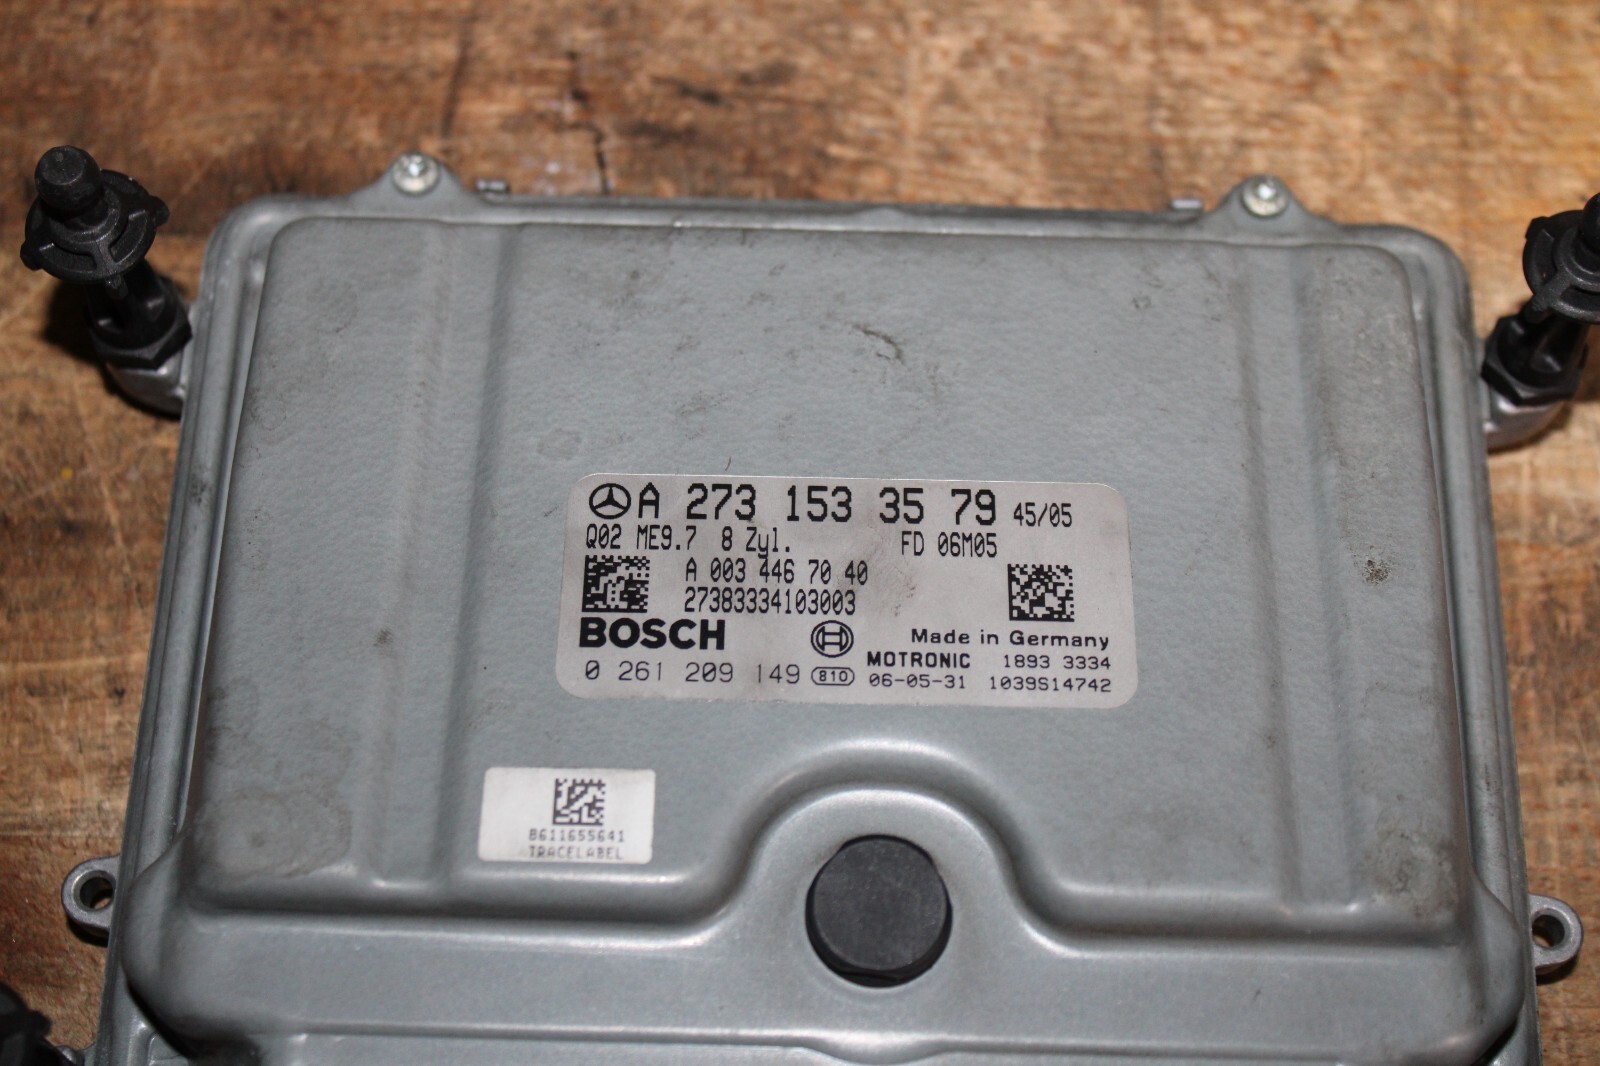 A 273 153 35 79 45/05
Q02 ME9.7 8 Zyl. FD 06M05
A 003 446 70 40
27383334103003
BOSCH Made in Germany
MOTRONIC 1893 3334
0 261 209 149 810 06-05-31 1039S14742
8611655641
TRACELABEL